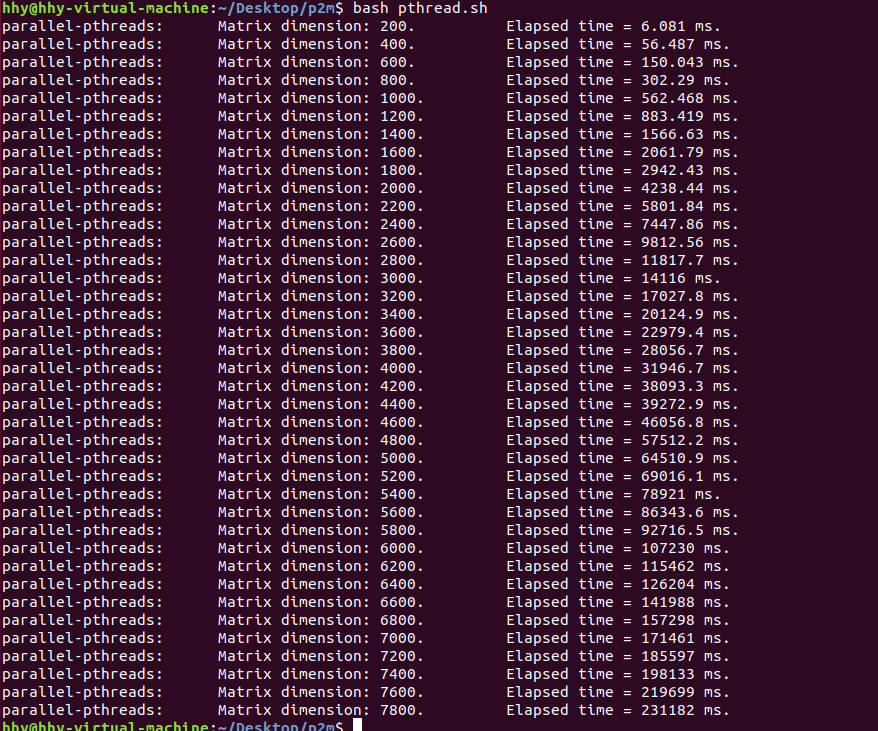 hhy@hhy-virtual-machine:~/Desktop/p2m$ bash pthread.sh
parallel-pthreads: Matrix dimension: 200. Elapsed time = 6.081 ms.
parallel-pthreads: Matrix dimension: 400. Elapsed time = 56.487 ms.
parallel-pthreads: Matrix dimension: 600. Elapsed time = 150.043 ms.
parallel-pthreads: Matrix dimension: 800. Elapsed time = 302.29 ms.
parallel-pthreads: Matrix dimension: 1000. Elapsed time = 562.468 ms.
parallel-pthreads: Matrix dimension: 1200. Elapsed time = 883.419 ms.
parallel-pthreads: Matrix dimension: 1400. Elapsed time = 1566.63 ms.
parallel-pthreads: Matrix dimension: 1600. Elapsed time = 2061.79 ms.
parallel-pthreads: Matrix dimension: 1800. Elapsed time = 2942.43 ms.
parallel-pthreads: Matrix dimension: 2000. Elapsed time = 4238.44 ms.
parallel-pthreads: Matrix dimension: 2200. Elapsed time = 5801.84 ms.
parallel-pthreads: Matrix dimension: 2400. Elapsed time = 7447.86 ms.
parallel-pthreads: Matrix dimension: 2600. Elapsed time = 9812.56 ms.
parallel-pthreads: Matrix dimension: 2800. Elapsed time = 11817.7 ms.
parallel-pthreads: Matrix dimension: 3000. Elapsed time = 14116 ms.
parallel-pthreads: Matrix dimension: 3200. Elapsed time = 17027.8 ms.
parallel-pthreads: Matrix dimension: 3400. Elapsed time = 20124.9 ms.
parallel-pthreads: Matrix dimension: 3600. Elapsed time = 22979.4 ms.
parallel-pthreads: Matrix dimension: 3800. Elapsed time = 28056.7 ms.
parallel-pthreads: Matrix dimension: 4000. Elapsed time = 31946.7 ms.
parallel-pthreads: Matrix dimension: 4200. Elapsed time = 38093.3 ms.
parallel-pthreads: Matrix dimension: 4400. Elapsed time = 39272.9 ms.
parallel-pthreads: Matrix dimension: 4600. Elapsed time = 46056.8 ms.
parallel-pthreads: Matrix dimension: 4800. Elapsed time = 57512.2 ms.
parallel-pthreads: Matrix dimension: 5000. Elapsed time = 64510.9 ms.
parallel-pthreads: Matrix dimension: 5200. Elapsed time = 69016.1 ms.
parallel-pthreads: Matrix dimension: 5400. Elapsed time = 78921 ms.
parallel-pthreads: Matrix dimension: 5600. Elapsed time = 86343.6 ms.
parallel-pthreads: Matrix dimension: 5800. Elapsed time = 92716.5 ms.
parallel-pthreads: Matrix dimension: 6000. Elapsed time = 107230 ms.
parallel-pthreads: Matrix dimension: 6200. Elapsed time = 115462 ms.
parallel-pthreads: Matrix dimension: 6400. Elapsed time = 126204 ms.
parallel-pthreads: Matrix dimension: 6600. Elapsed time = 141988 ms.
parallel-pthreads: Matrix dimension: 6800. Elapsed time = 157298 ms.
parallel-pthreads: Matrix dimension: 7000. Elapsed time = 171461 ms.
parallel-pthreads: Matrix dimension: 7200. Elapsed time = 185597 ms.
parallel-pthreads: Matrix dimension: 7400. Elapsed time = 198133 ms.
parallel-pthreads: Matrix dimension: 7600. Elapsed time = 219699 ms.
parallel-pthreads: Matrix dimension: 7800. Elapsed time = 231182 ms.
hhy@hhy-virtual-machine:~/Desktop/p2m$